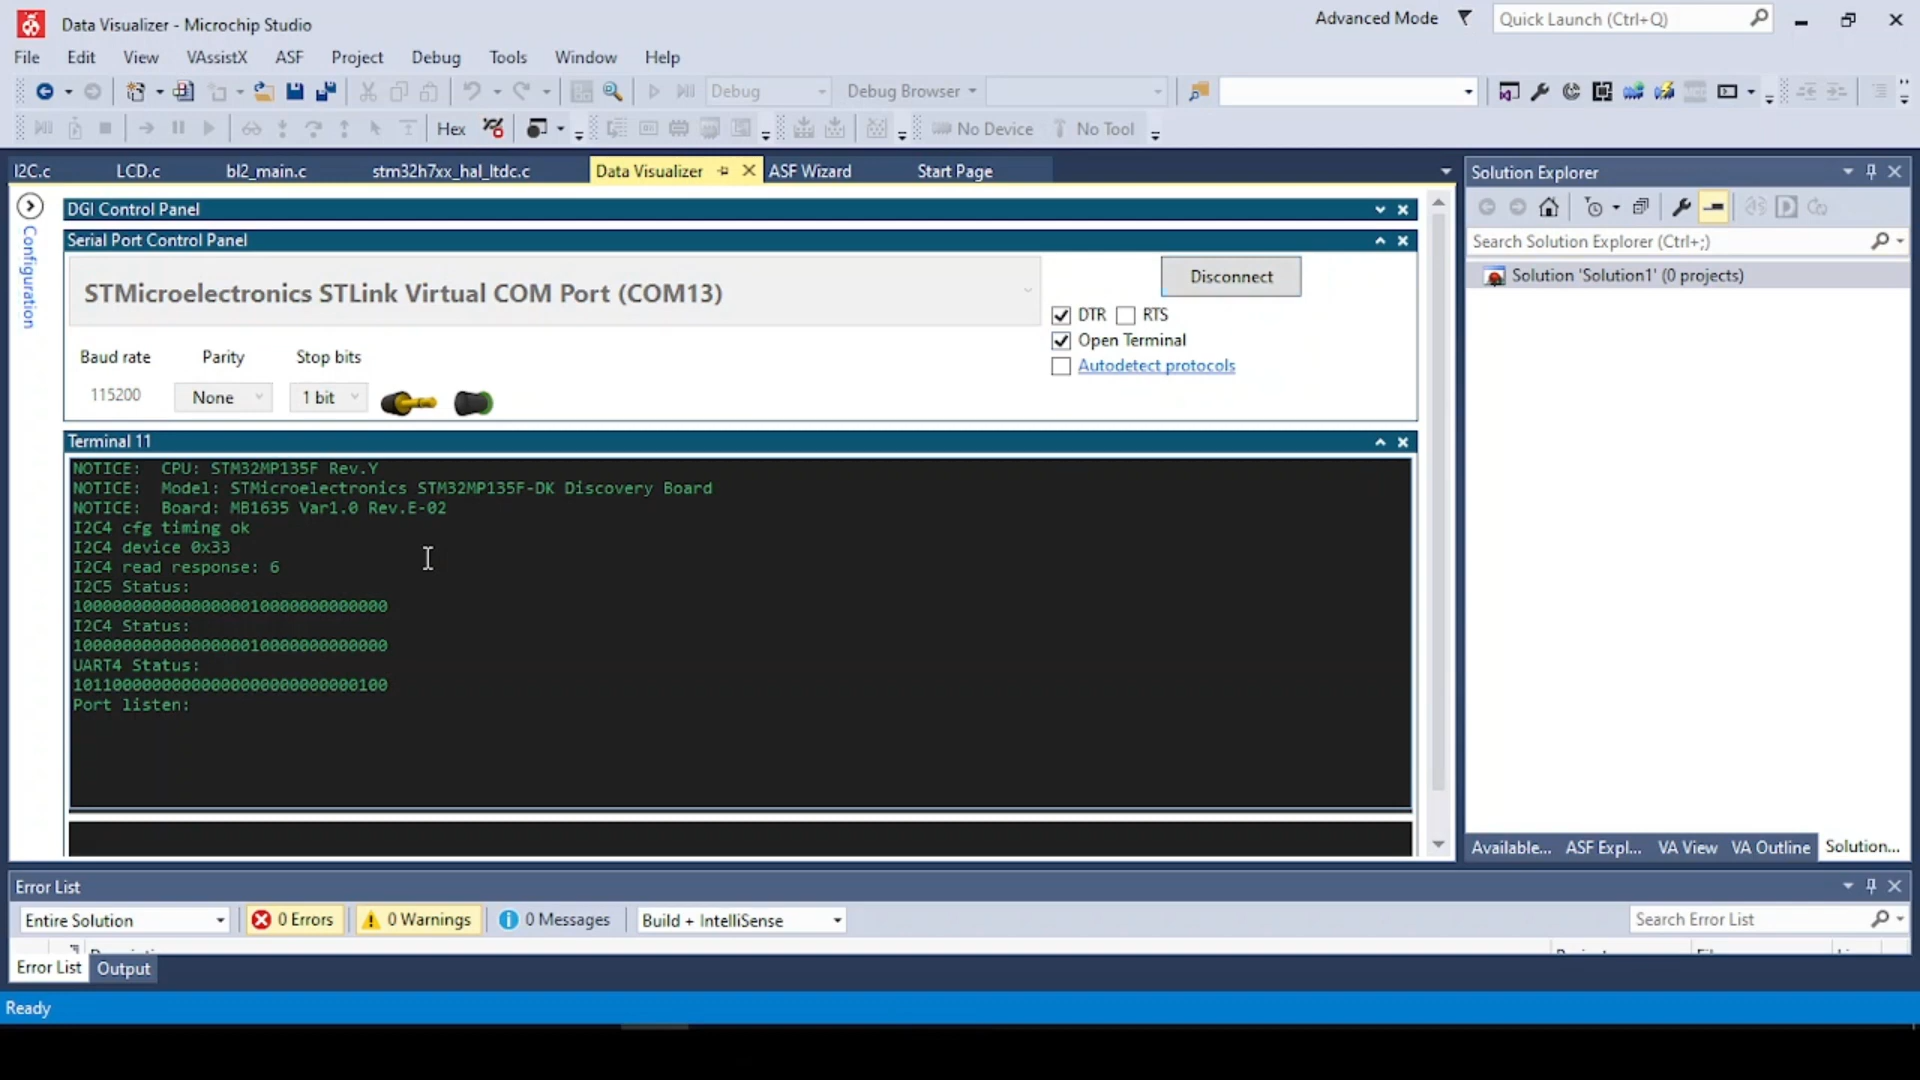 Data Visualizer - Microchip Studio
Advanced Mode
Quick Launch (Ctrl+Q)
File Edit View VAssistX ASF Project Debug Tools Window Help
Debug
Debug Browser
Hex
No Device
No Tool
I2C.c
LCD.c
bl2_main.c
stm32h7xx_hal_ltdc.c
Data Visualizer
ASF Wizard
Start Page
Configuration
DGI Control Panel
Serial Port Control Panel
STMicroelectronics STLink Virtual COM Port (COM13)
Disconnect
DTR RTS
Open Terminal
Autodetect protocols
Baud rate Parity Stop bits
115200 None 1 bit
Terminal 11
NOTICE:  CPU: STM32MP135F Rev.Y
NOTICE:  Model: STMicroelectronics STM32MP135F-DK Discovery Board
NOTICE:  Board: MB1635 Var1.0 Rev.E-02
I2C4 cfg timing ok
I2C4 device 0x33
I2C4 read response: 6
I2C5 Status:
10000000000000000010000000000000
I2C4 Status:
10000000000000000010000000000000
UART4 Status:
10110000000000000000000000000100
Port listen:
Solution Explorer
Search Solution Explorer (Ctrl+;)
Solution 'Solution1' (0 projects)
Available... ASF Expl... VA View VA Outline Solution...
Error List
Entire Solution
0 Errors
0 Warnings
0 Messages
Build + IntelliSense
Search Error List
Error List
Output
Ready